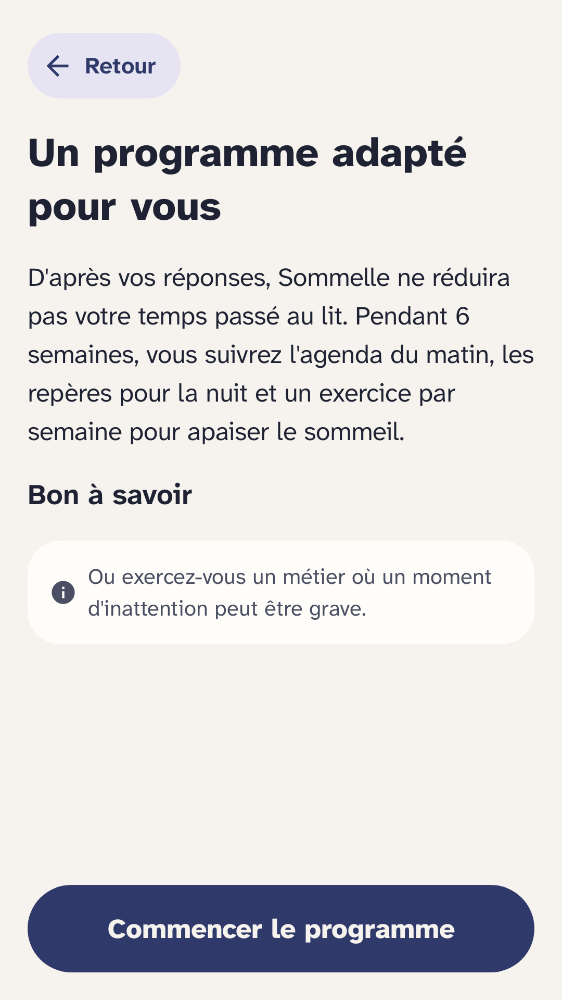 Retour
Un programme adapté
pour vous
D'après vos réponses, Sommelle ne réduira
pas votre temps passé au lit. Pendant 6
semaines, vous suivrez l'agenda du matin, les
repères pour la nuit et un exercice par
semaine pour apaiser le sommeil.
Bon à savoir
Ou exercez-vous un métier où un moment
d'inattention peut être grave.
Commencer le programme